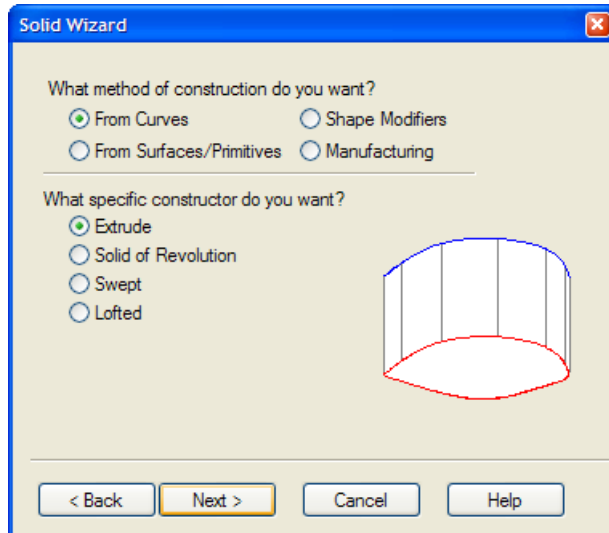 Solid Wizard
What method of construction do you want?
From Curves Shape Modifiers
From Surfaces/Primitives Manufacturing
What specific constructor do you want?
Extrude
Solid of Revolution
Swept
Lofted
< Back Next > Cancel Help